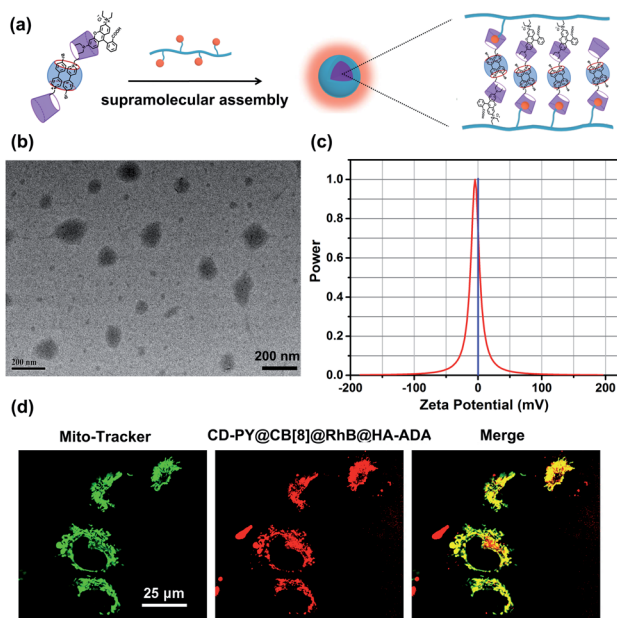 (a)
supramolecular assembly
(b)
200 nm
200 nm
(c)
Power
1.0
0.8
0.6
0.4
0.2
0.0
-200
-100
0
100
200
Zeta Potential (mV)
(d)
Mito-Tracker
CD-PY@CB[8]@RhB@HA-ADA
Merge
25 μm